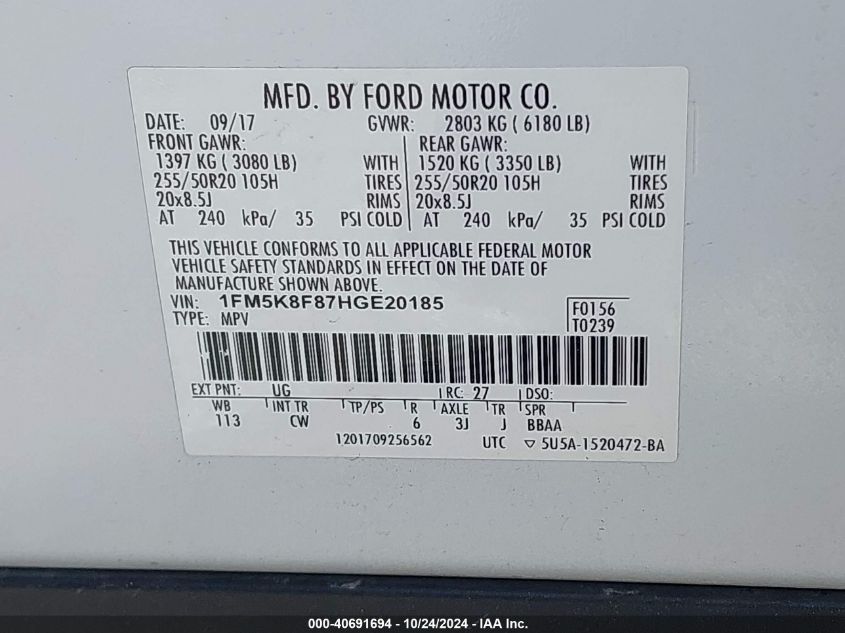 MFD. BY FORD MOTOR CO.
DATE: 09/17 GVWR: 2803 KG ( 6180 LB)
FRONT GAWR: REAR GAWR:
1397 KG ( 3080 LB) WITH 1520 KG ( 3350 LB) WITH
255/50R20 105H TIRES 255/50R20 105H TIRES
20x8.5J RIMS 20x8.5J RIMS
AT 240 kPa/ 35 PSI COLD AT 240 kPa/ 35 PSI COLD
THIS VEHICLE CONFORMS TO ALL APPLICABLE FEDERAL MOTOR
VEHICLE SAFETY STANDARDS IN EFFECT ON THE DATE OF
MANUFACTURE SHOWN ABOVE.
VIN: 1FM5K8F87HGE20185 F0156
TYPE: MPV T0239
EXT PNT: UG RC: 27 DSO:
WB INT TR TP/PS R AXLE TR SPR
113 CW 6 3J J BBAA
1201709256562 UTC ▽ 5U5A-1520472-BA
000-40691694 - 10/24/2024 - IAA Inc.